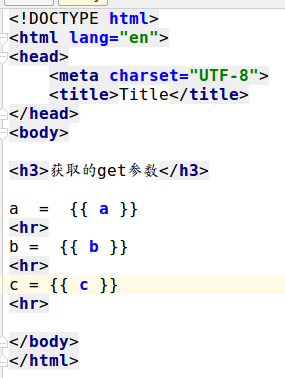 <!DOCTYPE html>
<html lang="en">
<head>
    <meta charset="UTF-8">
    <title>Title</title>
</head>
<body>

<h3>获取的get参数</h3>

a  =  {{ a }}
<hr>
b =  {{ b }}
<hr>
c = {{ c }}
<hr>

</body>
</html>